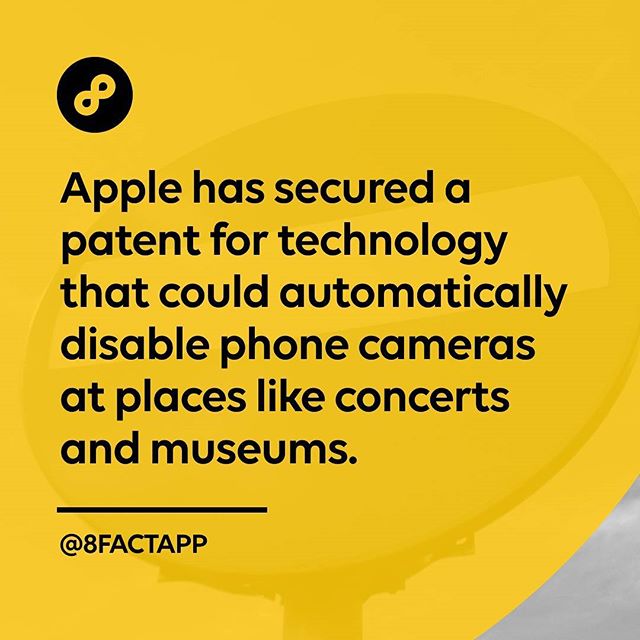 Apple has secured a
patent for technology
that could automatically
disable phone cameras
at places like concerts
and museums.
@8FACTAPP